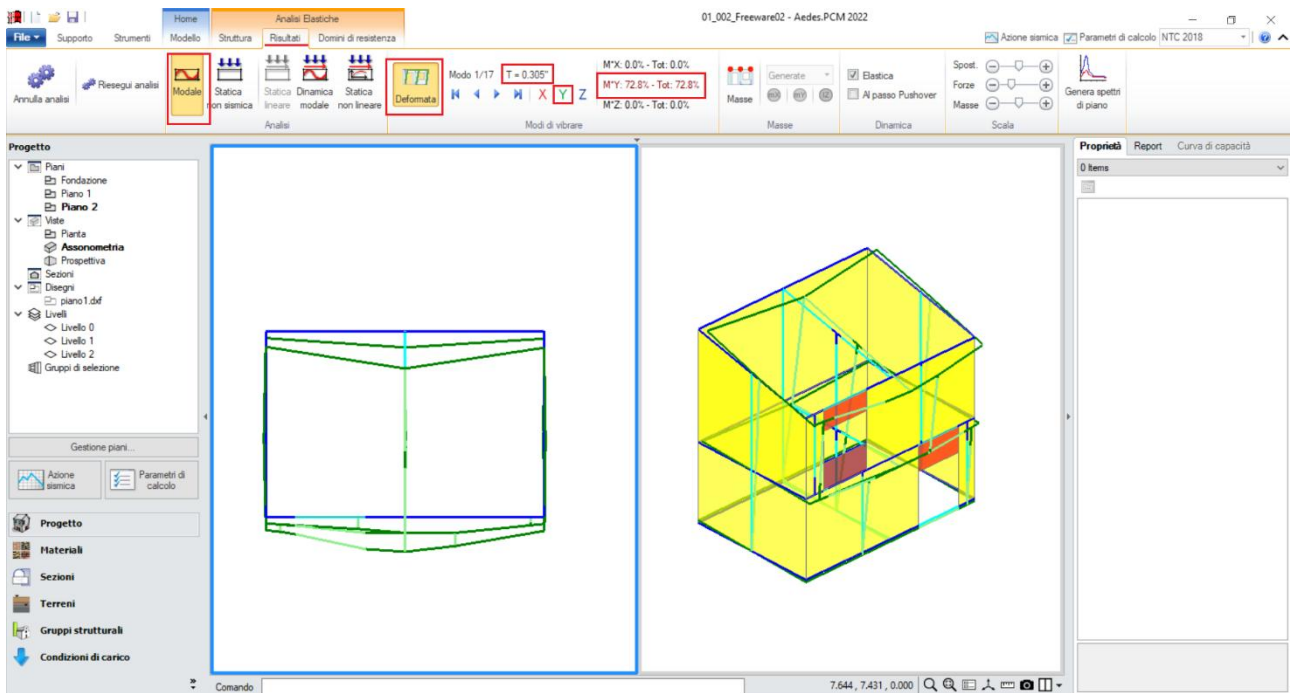 01_002_Freeware02 - Aedes.PCM 2022
Home
Analisi Elastiche
File
Supporto
Strumenti
Modello
Struttura
Risultati
Domini di resistenza
Azione sismica
Parametri di calcolo
NTC 2018
Annulla analisi
Riesegui analisi
Modale
Statica non sismica
Statica lineare
Dinamica modale
Statica non lineare
Analisi
Deformata
Modo 1/17
T = 0.305"
X Y Z
M*X: 0.0% - Tot: 0.0%
M*Y: 72.8% - Tot: 72.8%
M*Z: 0.0% - Tot: 0.0%
Modi di vibrare
Masse
Generate
Masse
Elastica
Al passo Pushover
Dinamica
Spost.
Forze
Masse
Scala
Genera spettri
di piano
Progetto
Piani
Fondazione
Piano 1
Piano 2
Viste
Pianta
Assonometria
Prospettiva
Sezioni
Disegni
piano1.dxf
Livelli
Livello 0
Livello 1
Livello 2
Gruppi di selezione
Gestione piani...
Azione sismica
Parametri di calcolo
Progetto
Materiali
Sezioni
Terreni
Gruppi strutturali
Condizioni di carico
Proprietà
Report
Curva di capacità
0 Items
Comando
7.644 , 7.431 , 0.000